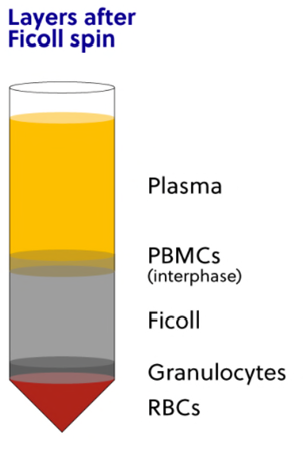 Layers after
Ficoll spin
Plasma
PBMCs
(interphase)
Ficoll
Granulocytes
RBCs